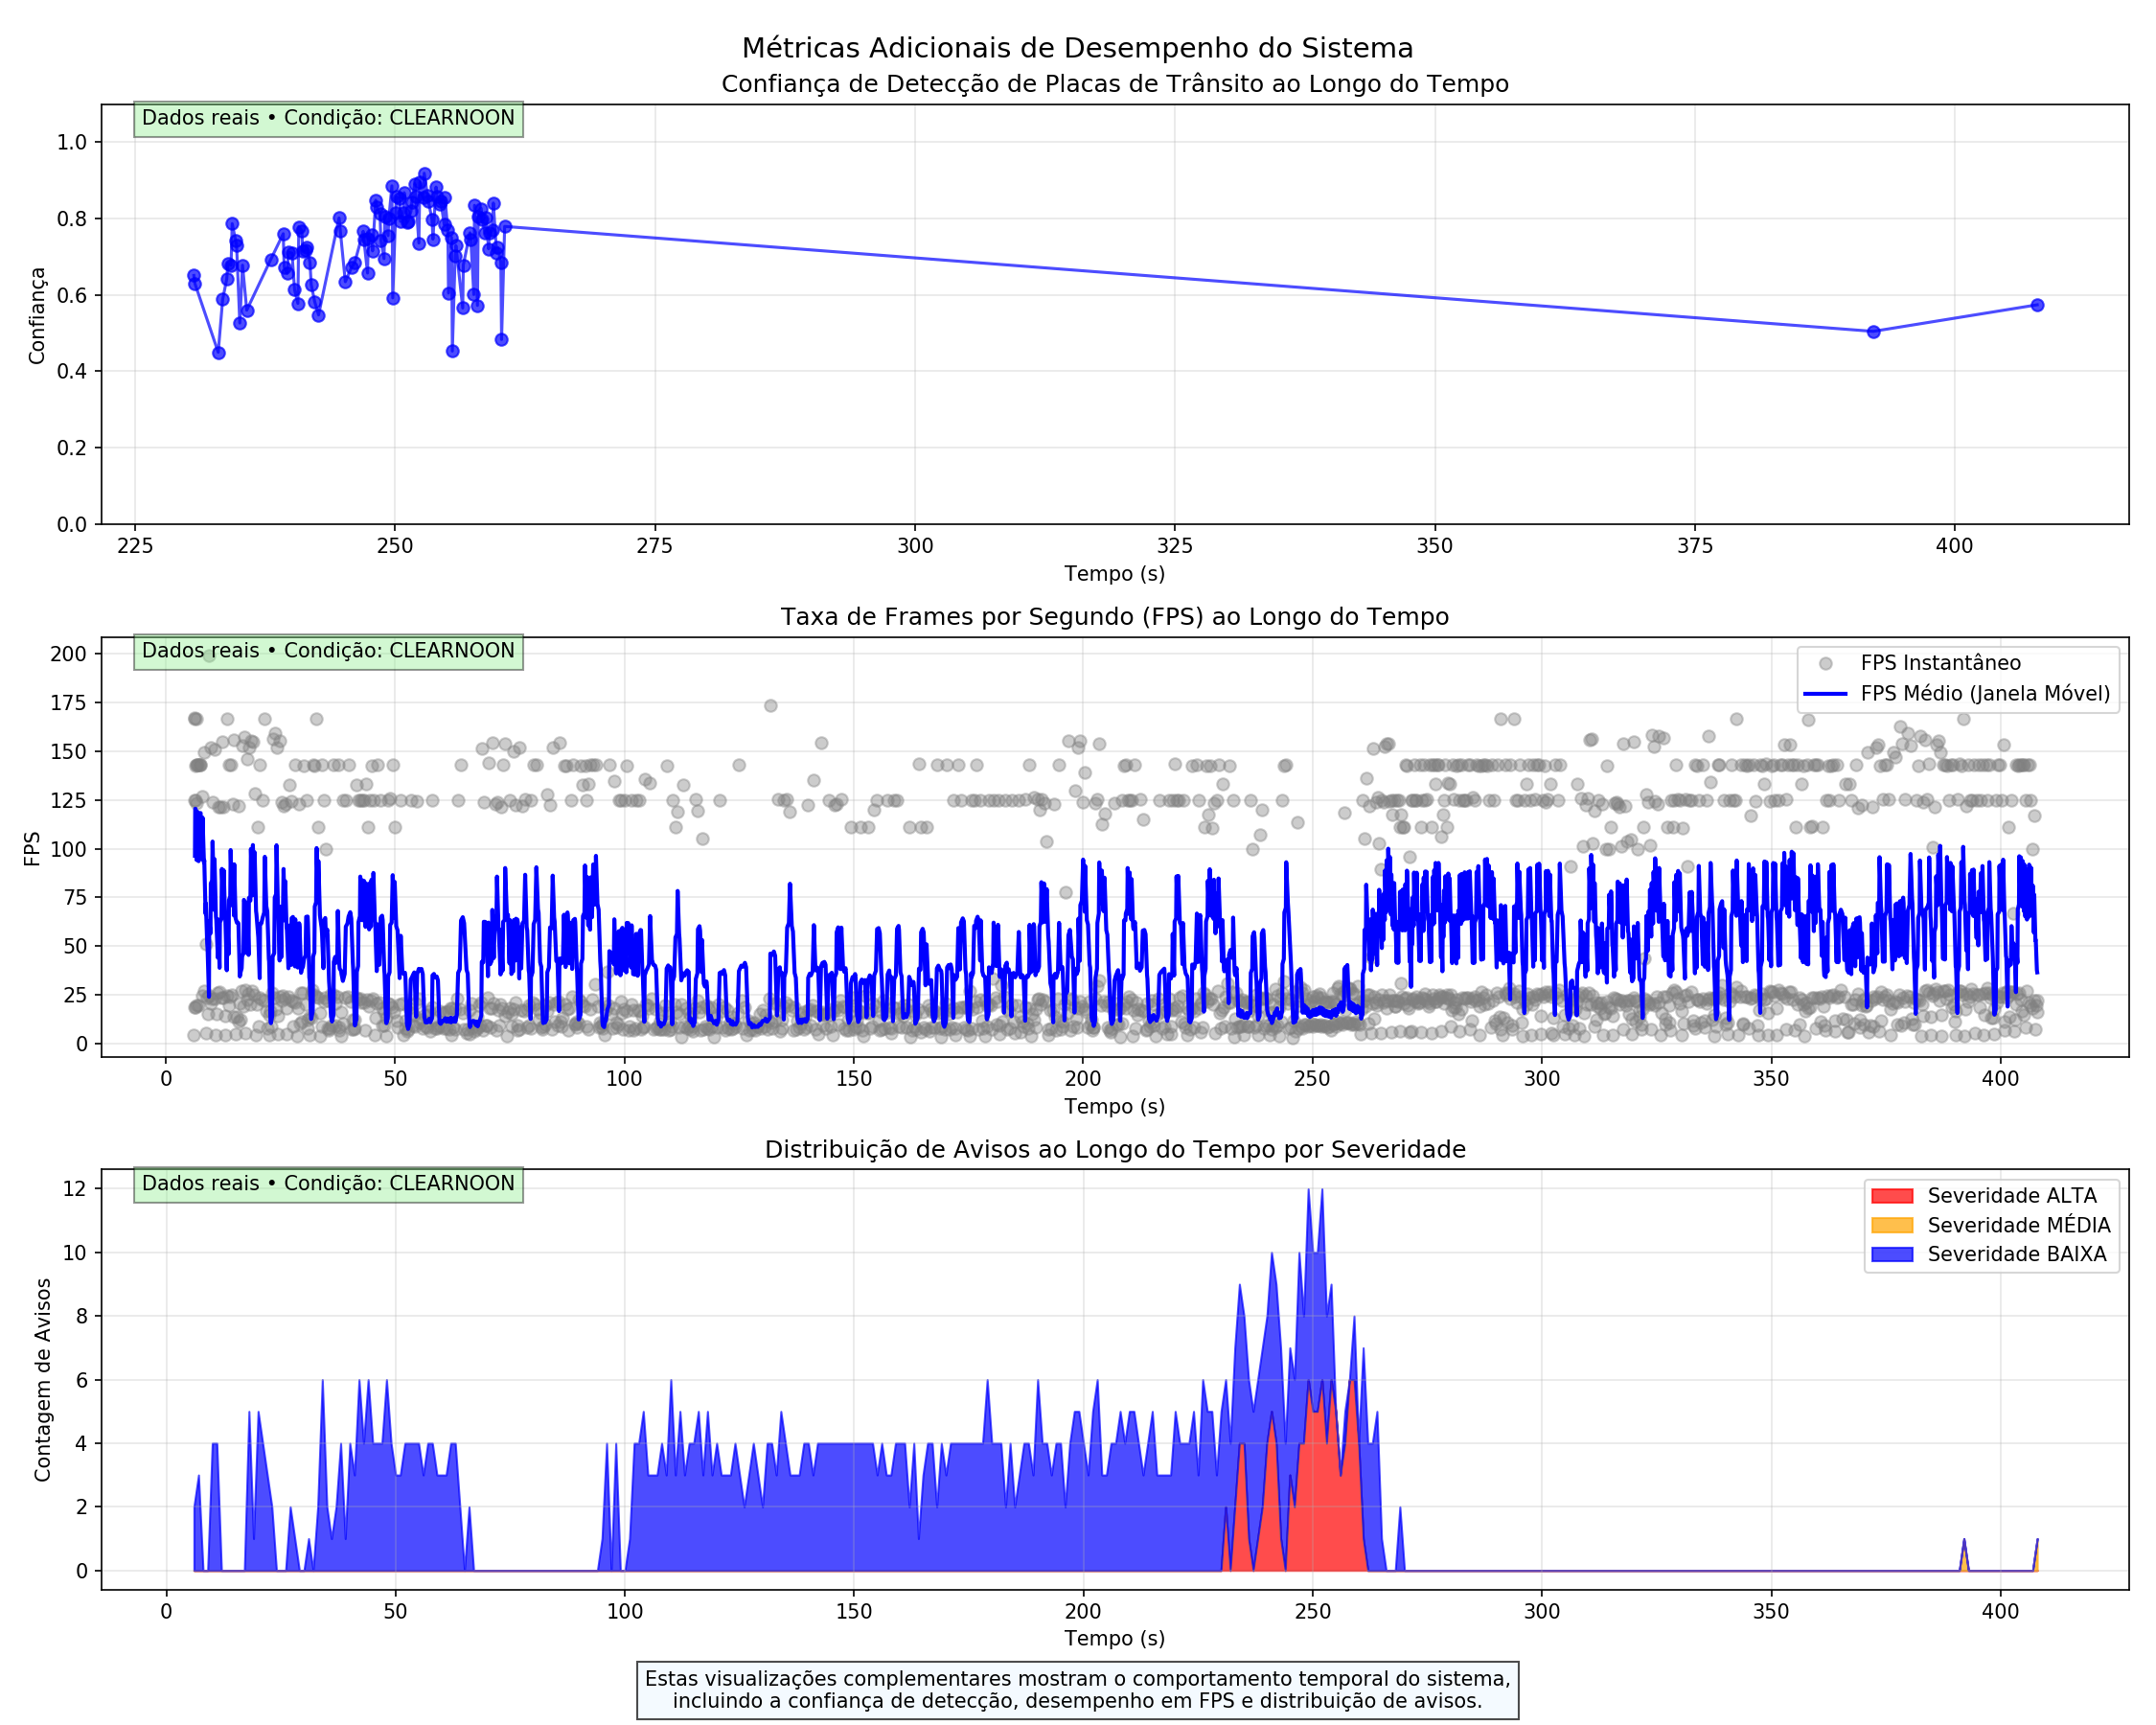 Métricas Adicionais de Desempenho do Sistema
Confiança de Detecção de Placas de Trânsito ao Longo do Tempo
Dados reais • Condição: CLEARNOON
1.0
0.8
0.6
0.4
0.2
0.0
Confiança
225 250 275 300 325 350 375 400
Tempo (s)
Taxa de Frames por Segundo (FPS) ao Longo do Tempo
Dados reais • Condição: CLEARNOON
FPS Instantâneo
FPS Médio (Janela Móvel)
200
175
150
125
100
75
50
25
0
FPS
0 50 100 150 200 250 300 350 400
Tempo (s)
Distribuição de Avisos ao Longo do Tempo por Severidade
Dados reais • Condição: CLEARNOON
Severidade ALTA
Severidade MÉDIA
Severidade BAIXA
12
10
8
6
4
2
0
Contagem de Avisos
0 50 100 150 200 250 300 350 400
Tempo (s)
Estas visualizações complementares mostram o comportamento temporal do sistema,
incluindo a confiança de detecção, desempenho em FPS e distribuição de avisos.